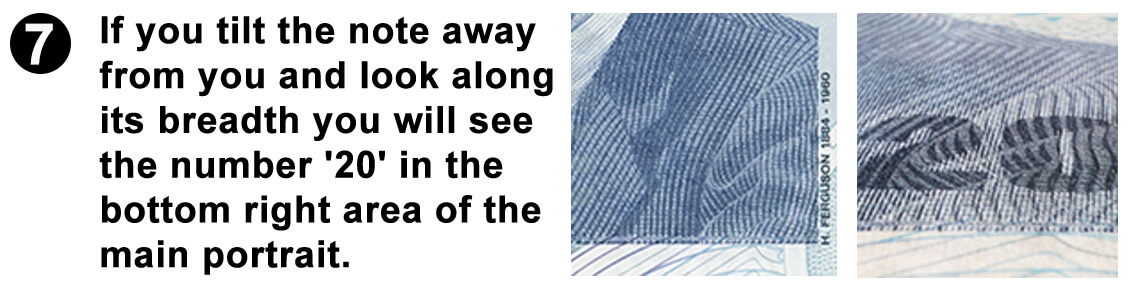 7
If you tilt the note away
from you and look along
its breadth you will see
the number '20' in the
bottom right area of the
main portrait.
H. FERGUSON 1884 - 1960
20